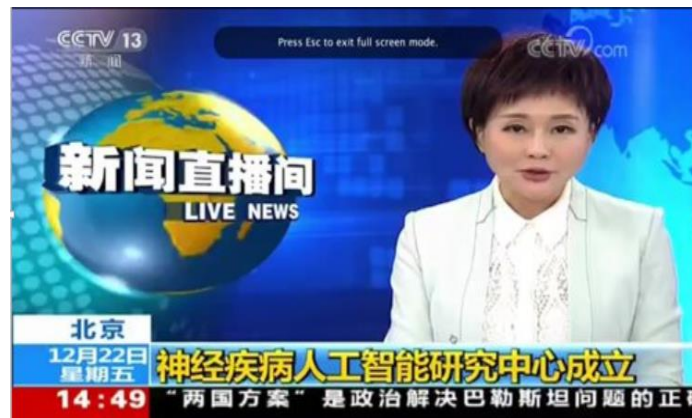 CCTV 13
新闻
Press Esc to exit full screen mode.
CCTV.com
新闻直播间
LIVE NEWS
北京
12月22日
星期五
神经疾病人工智能研究中心成立
14:49 “两国方案”是政治解决巴勒斯坦问题的正